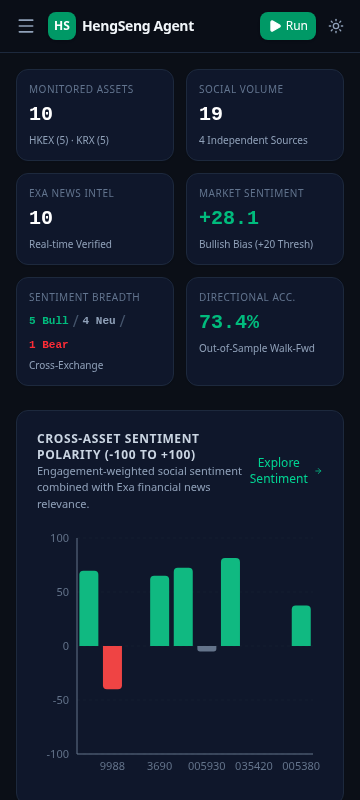 HS HengSeng Agent Run
MONITORED ASSETS
10
HKEX (5) · KRX (5)
SOCIAL VOLUME
19
4 Independent Sources
EXA NEWS INTEL
10
Real-time Verified
MARKET SENTIMENT
+28.1
Bullish Bias (+20 Thresh)
SENTIMENT BREADTH
5 Bull / 4 Neu /
1 Bear
Cross-Exchange
DIRECTIONAL ACC.
73.4%
Out-of-Sample Walk-Fwd
CROSS-ASSET SENTIMENT
POLARITY (-100 TO +100)
Engagement-weighted social sentiment
combined with Exa financial news
relevance.
Explore
Sentiment →
100
50
0
-50
-100
9988 3690 005930 035420 005380